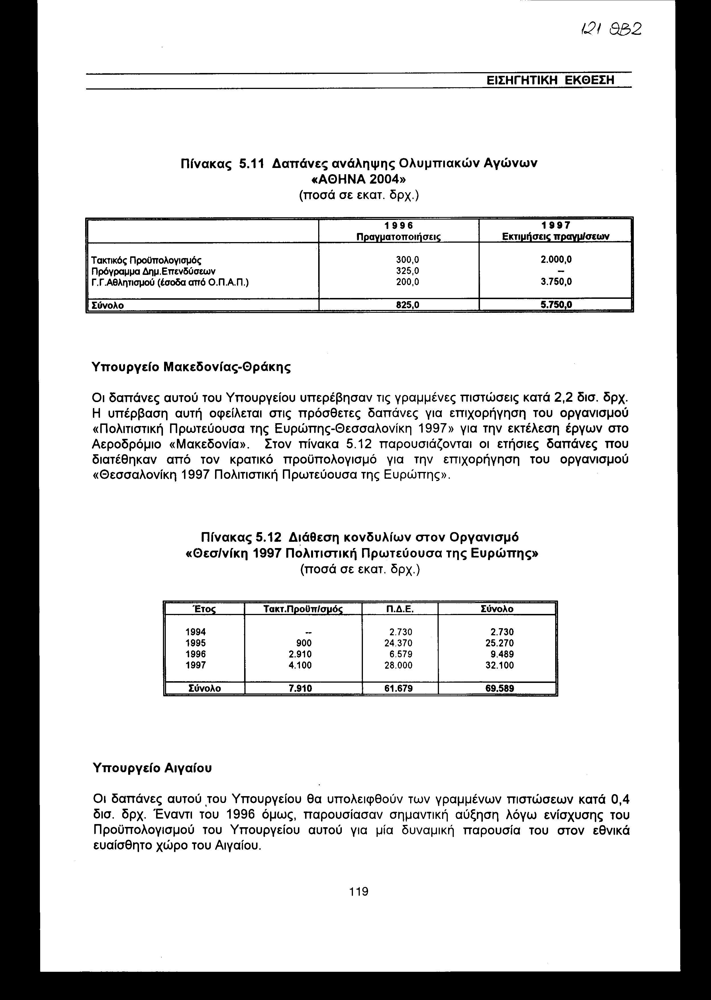 121 ΘΒ2
ΕΙΣΗΓΗΤΙΚΗ ΕΚΘΕΣΗ
Πίνακας 5.11 Δαπάνες ανάληψης Ολυμπιακών Αγώνων
«ΑΘΗΝΑ 2004»
(ποσά σε εκατ. δρχ.)
1996 1997
Πραγματοποιήσεις Εκτιμήσεις πραγμ/σεων
Τακτικός Προϋπολογισμός 300,0 2.000,0
Πρόγραμμα Δημ.Επενδύσεων 325,0 --
Γ.Γ.Αθλητισμού (έσοδα από Ο.Π.Α.Π.) 200,0 3.750,0
Σύνολο 825,0 5.750,0
Υπουργείο Μακεδονίας-Θράκης
Οι δαπάνες αυτού του Υπουργείου υπερέβησαν τις γραμμένες πιστώσεις κατά 2,2 δισ. δρχ.
Η υπέρβαση αυτή οφείλεται στις πρόσθετες δαπάνες για επιχορήγηση του οργανισμού
«Πολιτιστική Πρωτεύουσα της Ευρώπης-Θεσσαλονίκη 1997» για την εκτέλεση έργων στο
Αεροδρόμιο «Μακεδονία». Στον πίνακα 5.12 παρουσιάζονται οι ετήσιες δαπάνες που
διατέθηκαν από τον κρατικό προϋπολογισμό για την επιχορήγηση του οργανισμού
«Θεσσαλονίκη 1997 Πολιτιστική Πρωτεύουσα της Ευρώπης».
Πίνακας 5.12 Διάθεση κονδυλίων στον Οργανισμό
«Θεσ/νίκη 1997 Πολιτιστική Πρωτεύουσα της Ευρώπης»
(ποσά σε εκατ. δρχ.)
Έτος Τακτ.Προϋπ/σμός Π.Δ.Ε. Σύνολο
1994 -- 2.730 2.730
1995 900 24.370 25.270
1996 2.910 6.579 9.489
1997 4.100 28.000 32.100
Σύνολο 7.910 61.679 69.589
Υπουργείο Αιγαίου
Οι δαπάνες αυτού του Υπουργείου θα υπολειφθούν των γραμμένων πιστώσεων κατά 0,4
δισ. δρχ. Έναντι του 1996 όμως, παρουσίασαν σημαντική αύξηση λόγω ενίσχυσης του
Προϋπολογισμού του Υπουργείου αυτού για μία δυναμική παρουσία του στον εθνικά
ευαίσθητο χώρο του Αιγαίου.
119